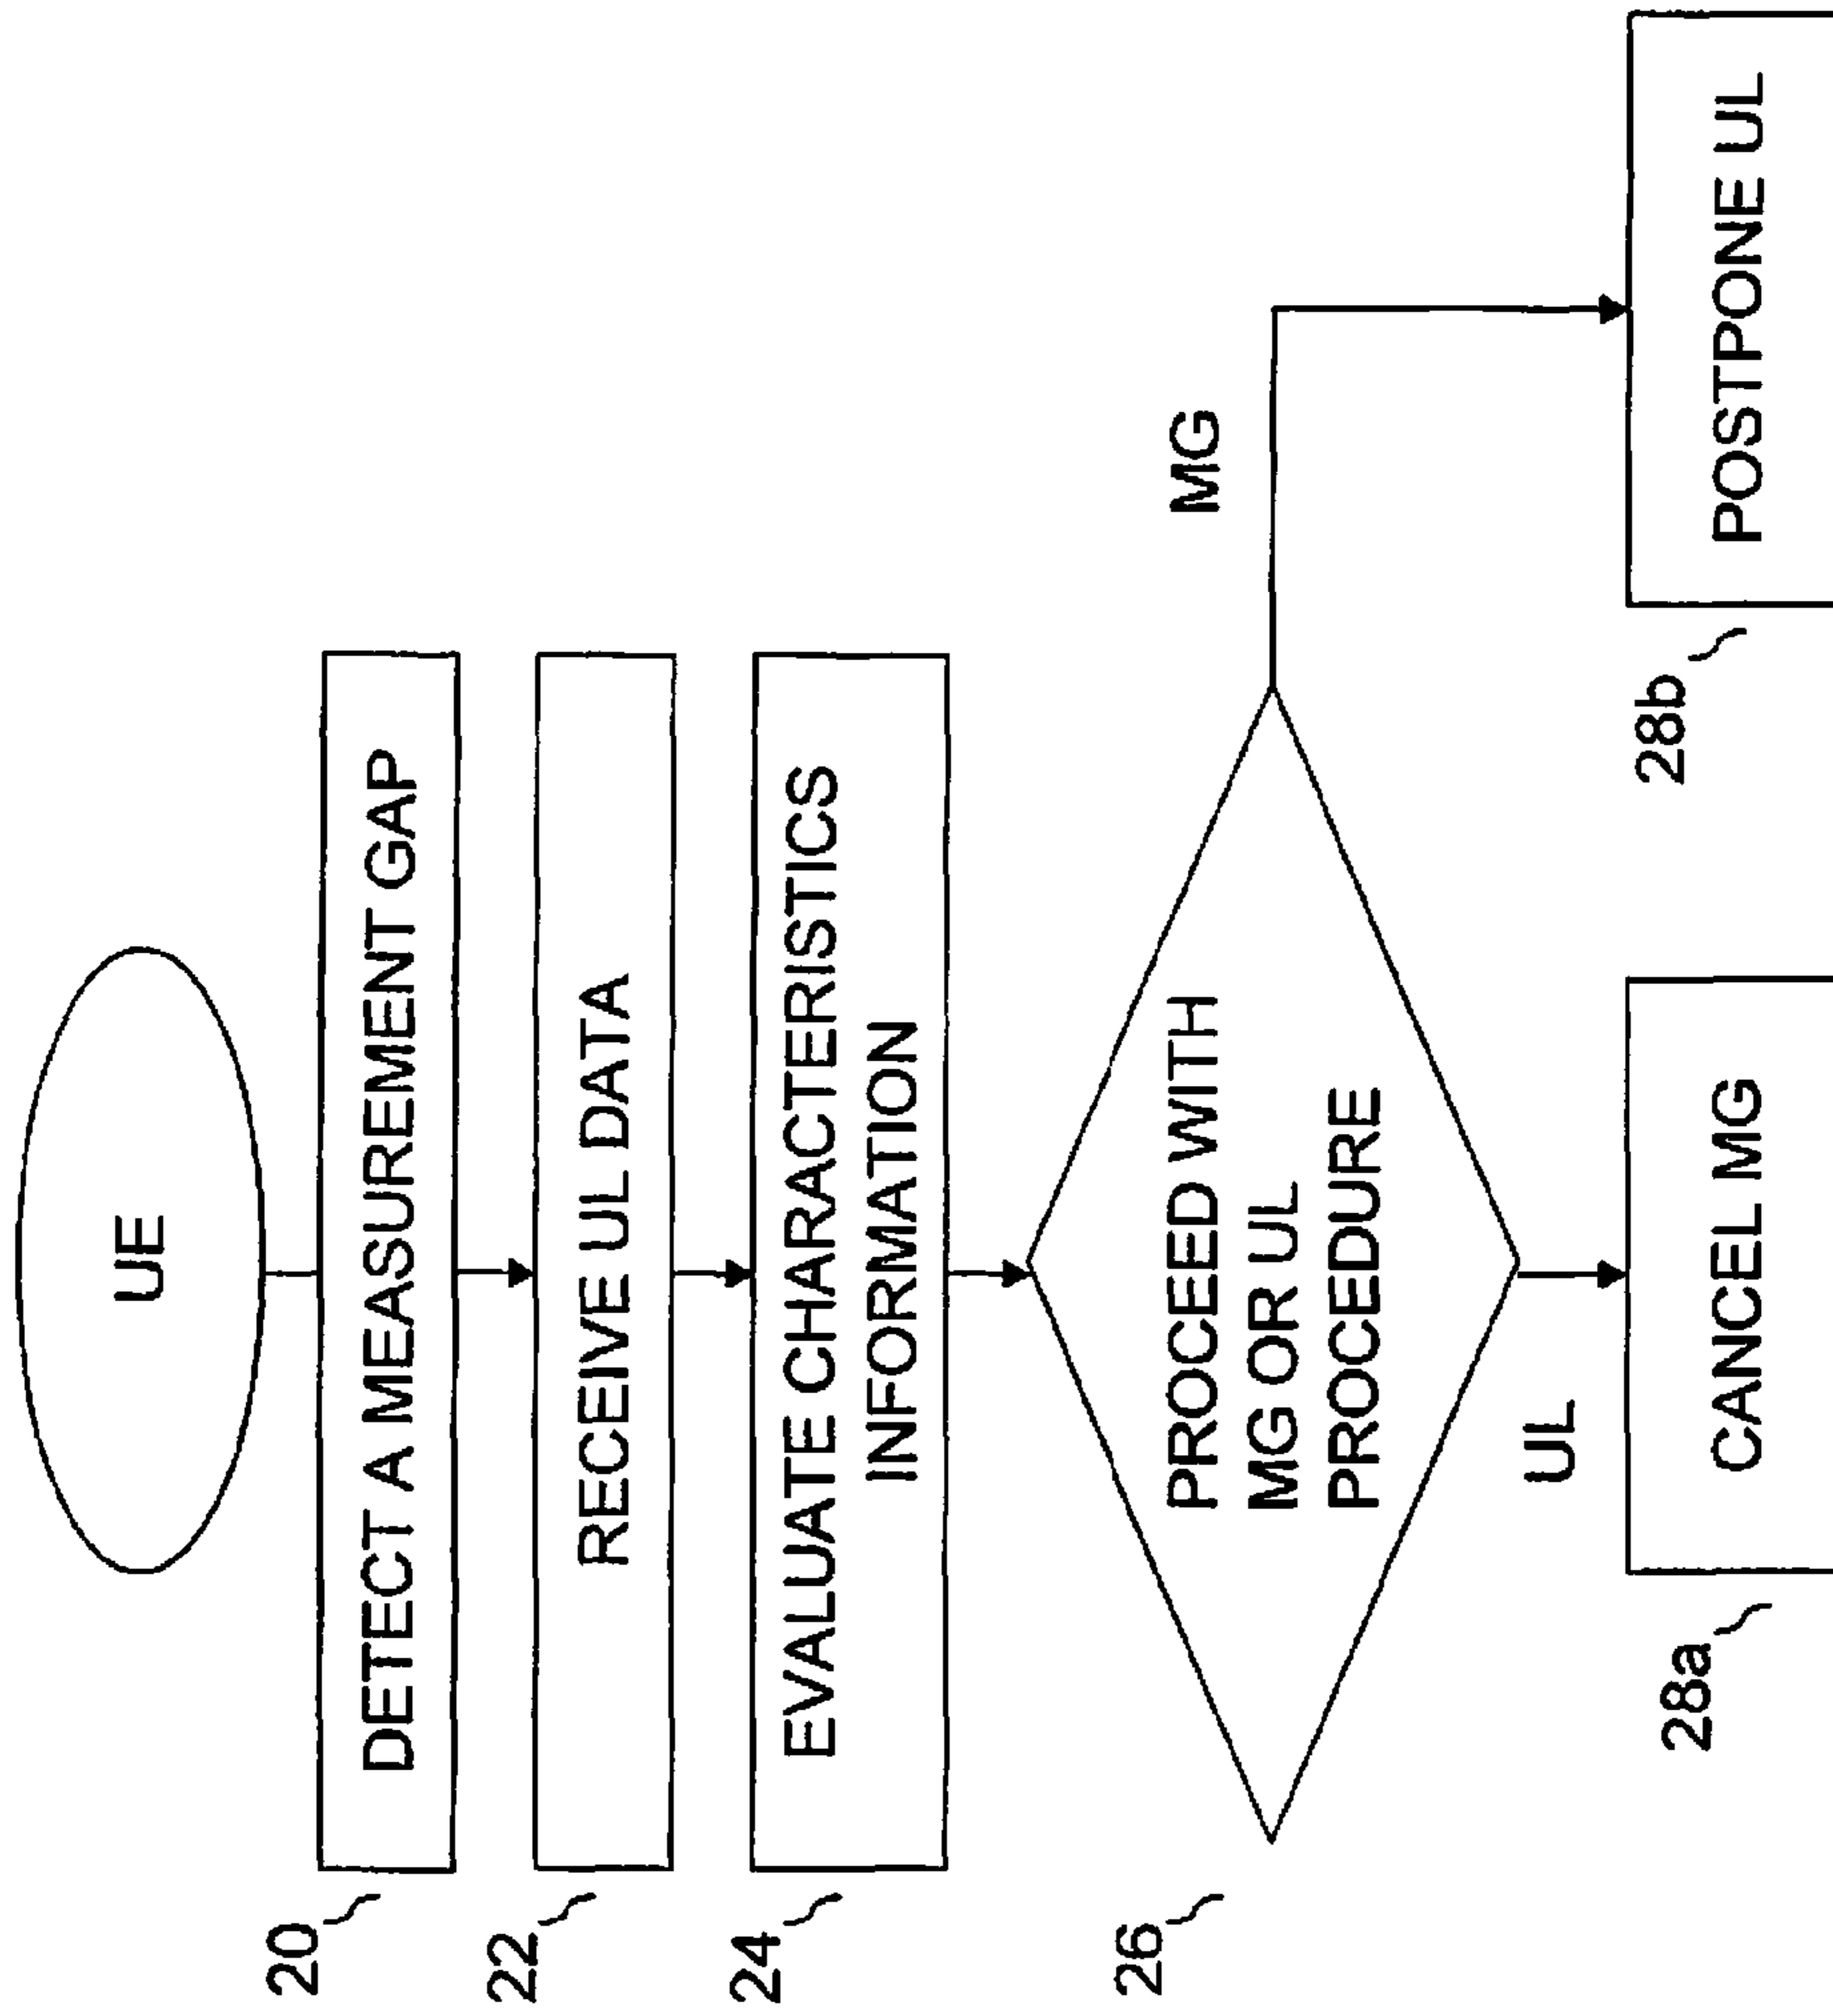 UE
20
DETECT A MEASUREMENT GAP
22
RECEIVE UL DATA
24
EVALUATE CHARACTERISTICS
INFORMATION
26
PROCEED WITH
MG OR UL
PROCEDURE
MG
UL
28a
CANCEL MG
28b
POSTPONE UL